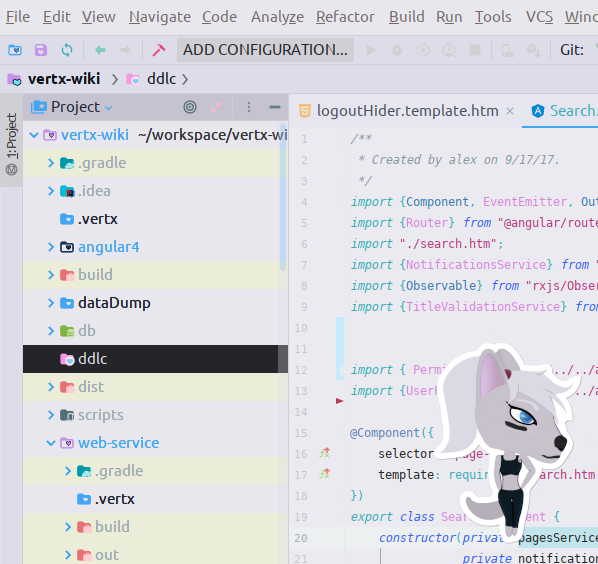 File Edit View Navigate Code Analyze Refactor Build Run Tools VCS
ADD CONFIGURATION... Git:
vertx-wiki ddlc
1: Project
Project
logoutHider.template.htm
Search.
vertx-wiki ~/workspace/vertx-wi
.gradle
.idea
.vertx
angular4
build
dataDump
db
ddlc
dist
scripts
web-service
.gradle
.vertx
build
out
1 /**
2 * Created by alex on 9/17/17.
3 */
4 import {Component, EventEmitter, Out
5 import {Router} from "@angular/route
6 import "./search.htm";
7 import {NotificationsService} from "
8 import {Observable} from "rxjs/Obser
9 import {TitleValidationService} from
10
11
12 import { Permi ../../a
13 import {UserP ../a
14
15 @Component({
16 selector "page-
17 template: requir search.htm
18 })
19 export class Sear ent {
20 constructor(private pagesService
21 private notification